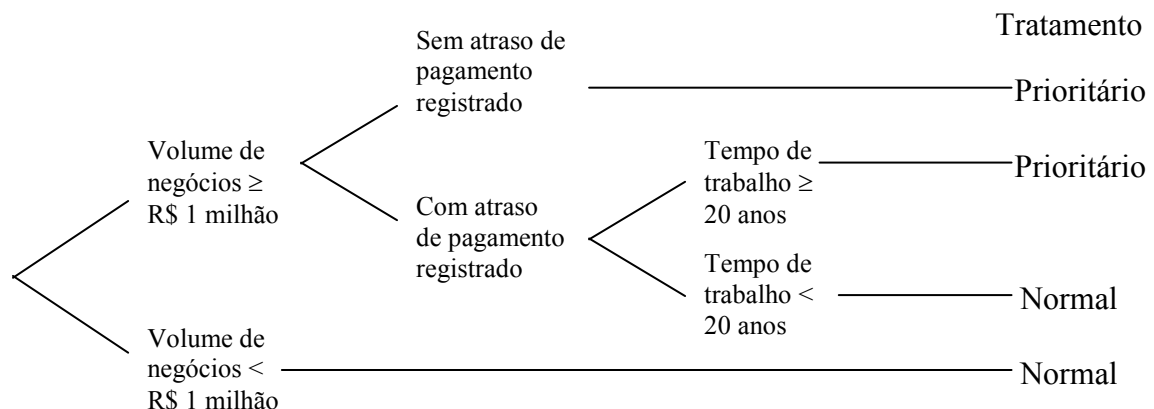 Tratamento
Sem atraso de
pagamento
registrado
Prioritário
Volume de
negócios ≥
R$ 1 milhão
Com atraso
de pagamento
registrado
Tempo de
trabalho ≥
20 anos
Prioritário
Tempo de
trabalho <
20 anos
Normal
Volume de
negócios <
R$ 1 milhão
Normal